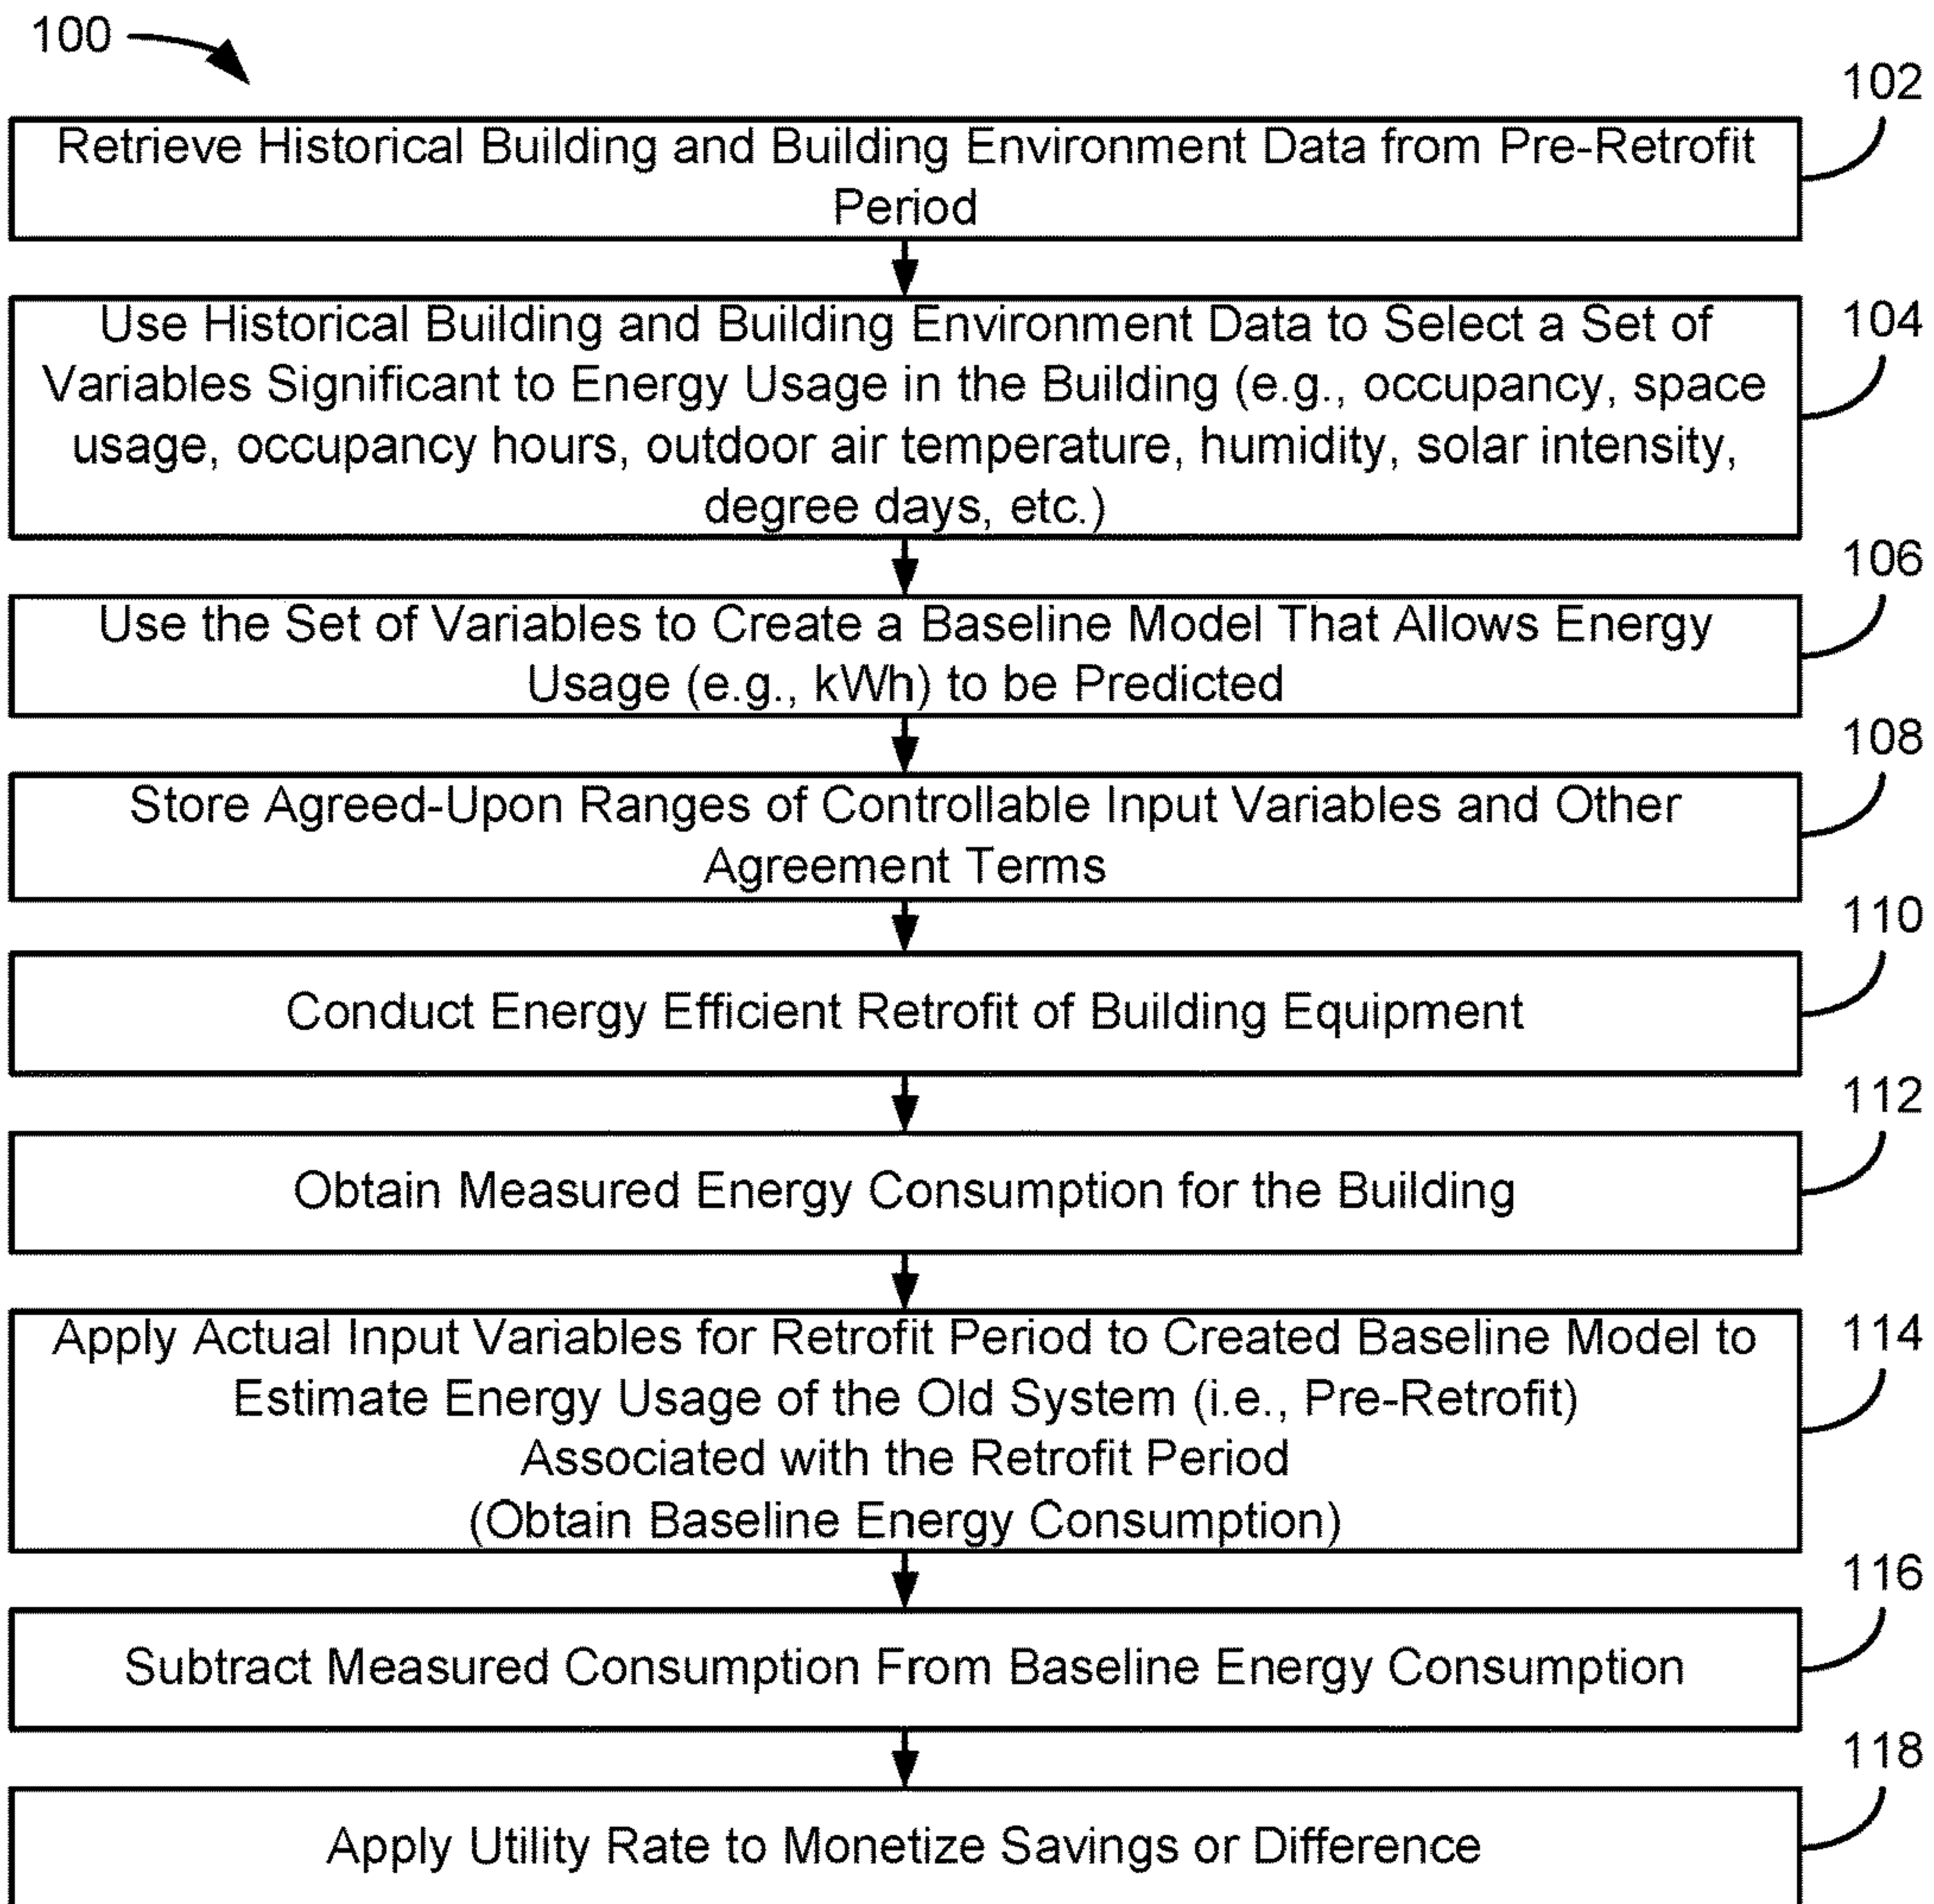 100
102
Retrieve Historical Building and Building Environment Data from Pre-Retrofit
Period
104
Use Historical Building and Building Environment Data to Select a Set of
Variables Significant to Energy Usage in the Building (e.g., occupancy, space
usage, occupancy hours, outdoor air temperature, humidity, solar intensity,
degree days, etc.)
106
Use the Set of Variables to Create a Baseline Model That Allows Energy
Usage (e.g., kWh) to be Predicted
108
Store Agreed-Upon Ranges of Controllable Input Variables and Other
Agreement Terms
110
Conduct Energy Efficient Retrofit of Building Equipment
112
Obtain Measured Energy Consumption for the Building
114
Apply Actual Input Variables for Retrofit Period to Created Baseline Model to
Estimate Energy Usage of the Old System (i.e., Pre-Retrofit)
Associated with the Retrofit Period
(Obtain Baseline Energy Consumption)
116
Subtract Measured Consumption From Baseline Energy Consumption
118
Apply Utility Rate to Monetize Savings or Difference